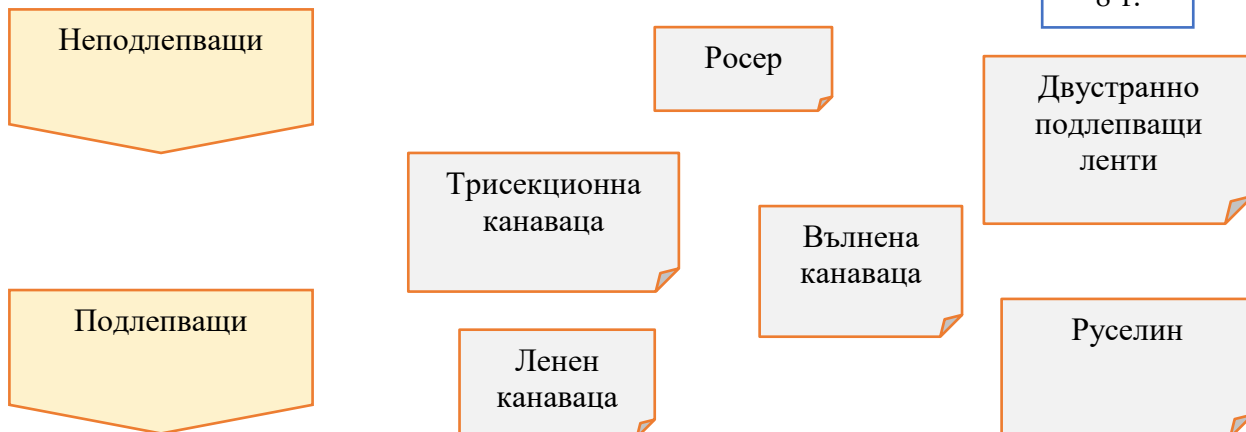 Неподлепващи
Росер
Двустранно
подлепващи
ленти
Трисекционна
канаваца
Вълнена
канаваца
Подлепващи
Руселин
Ленен
канаваца